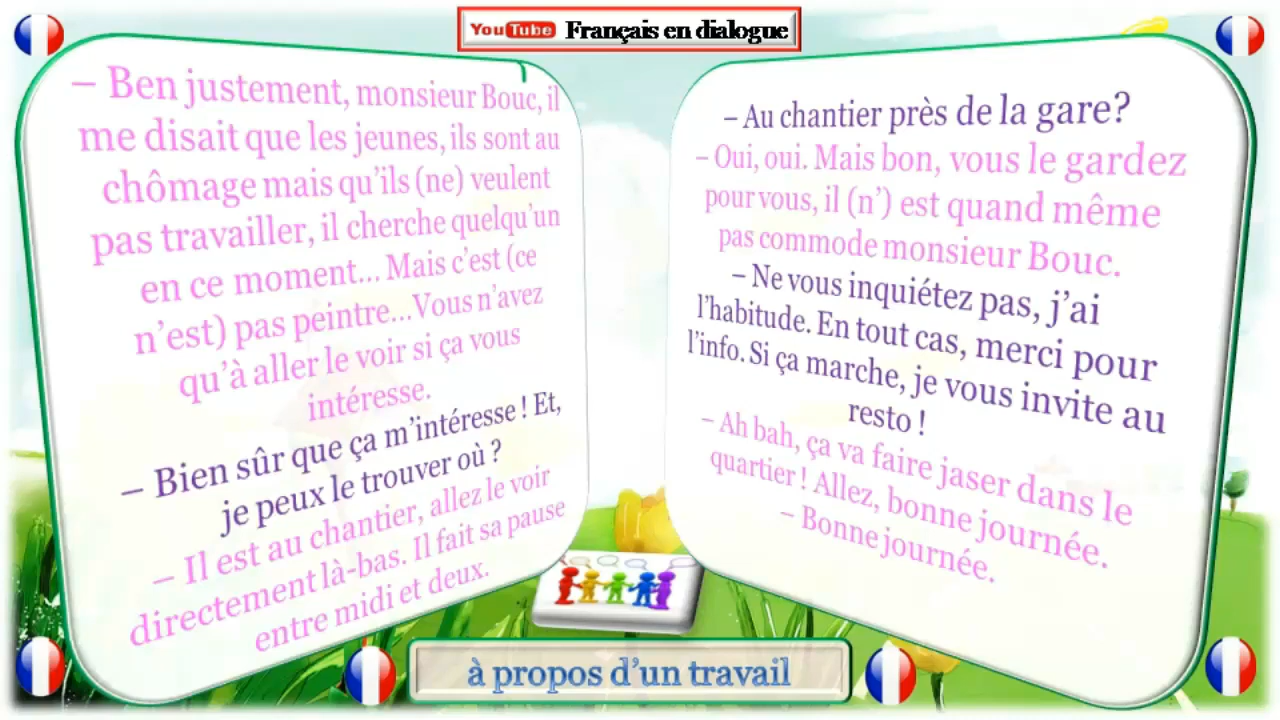 YouTube Français en dialogue
– Ben justement, monsieur Bouc, il
me disait que les jeunes, ils sont au
chômage mais qu'ils (ne) veulent
pas travailler, il cherche quelqu'un
en ce moment... Mais c'est (ce
n'est) pas peintre...Vous n'avez
qu'à aller le voir si ça vous
intéresse.
– Bien sûr que ça m'intéresse ! Et,
je peux le trouver où ?
– Il est au chantier, allez le voir
directement là-bas. Il fait sa pause
entre midi et deux.
– Au chantier près de la gare?
– Oui, oui. Mais bon, vous le gardez
pour vous, il (n') est quand même
pas commode monsieur Bouc.
– Ne vous inquiétez pas, j'ai
l'habitude. En tout cas, merci pour
l'info. Si ça marche, je vous invite au
resto !
– Ah bah, ça va faire jaser dans le
quartier ! Allez, bonne journée.
– Bonne journée.
à propos d'un travail